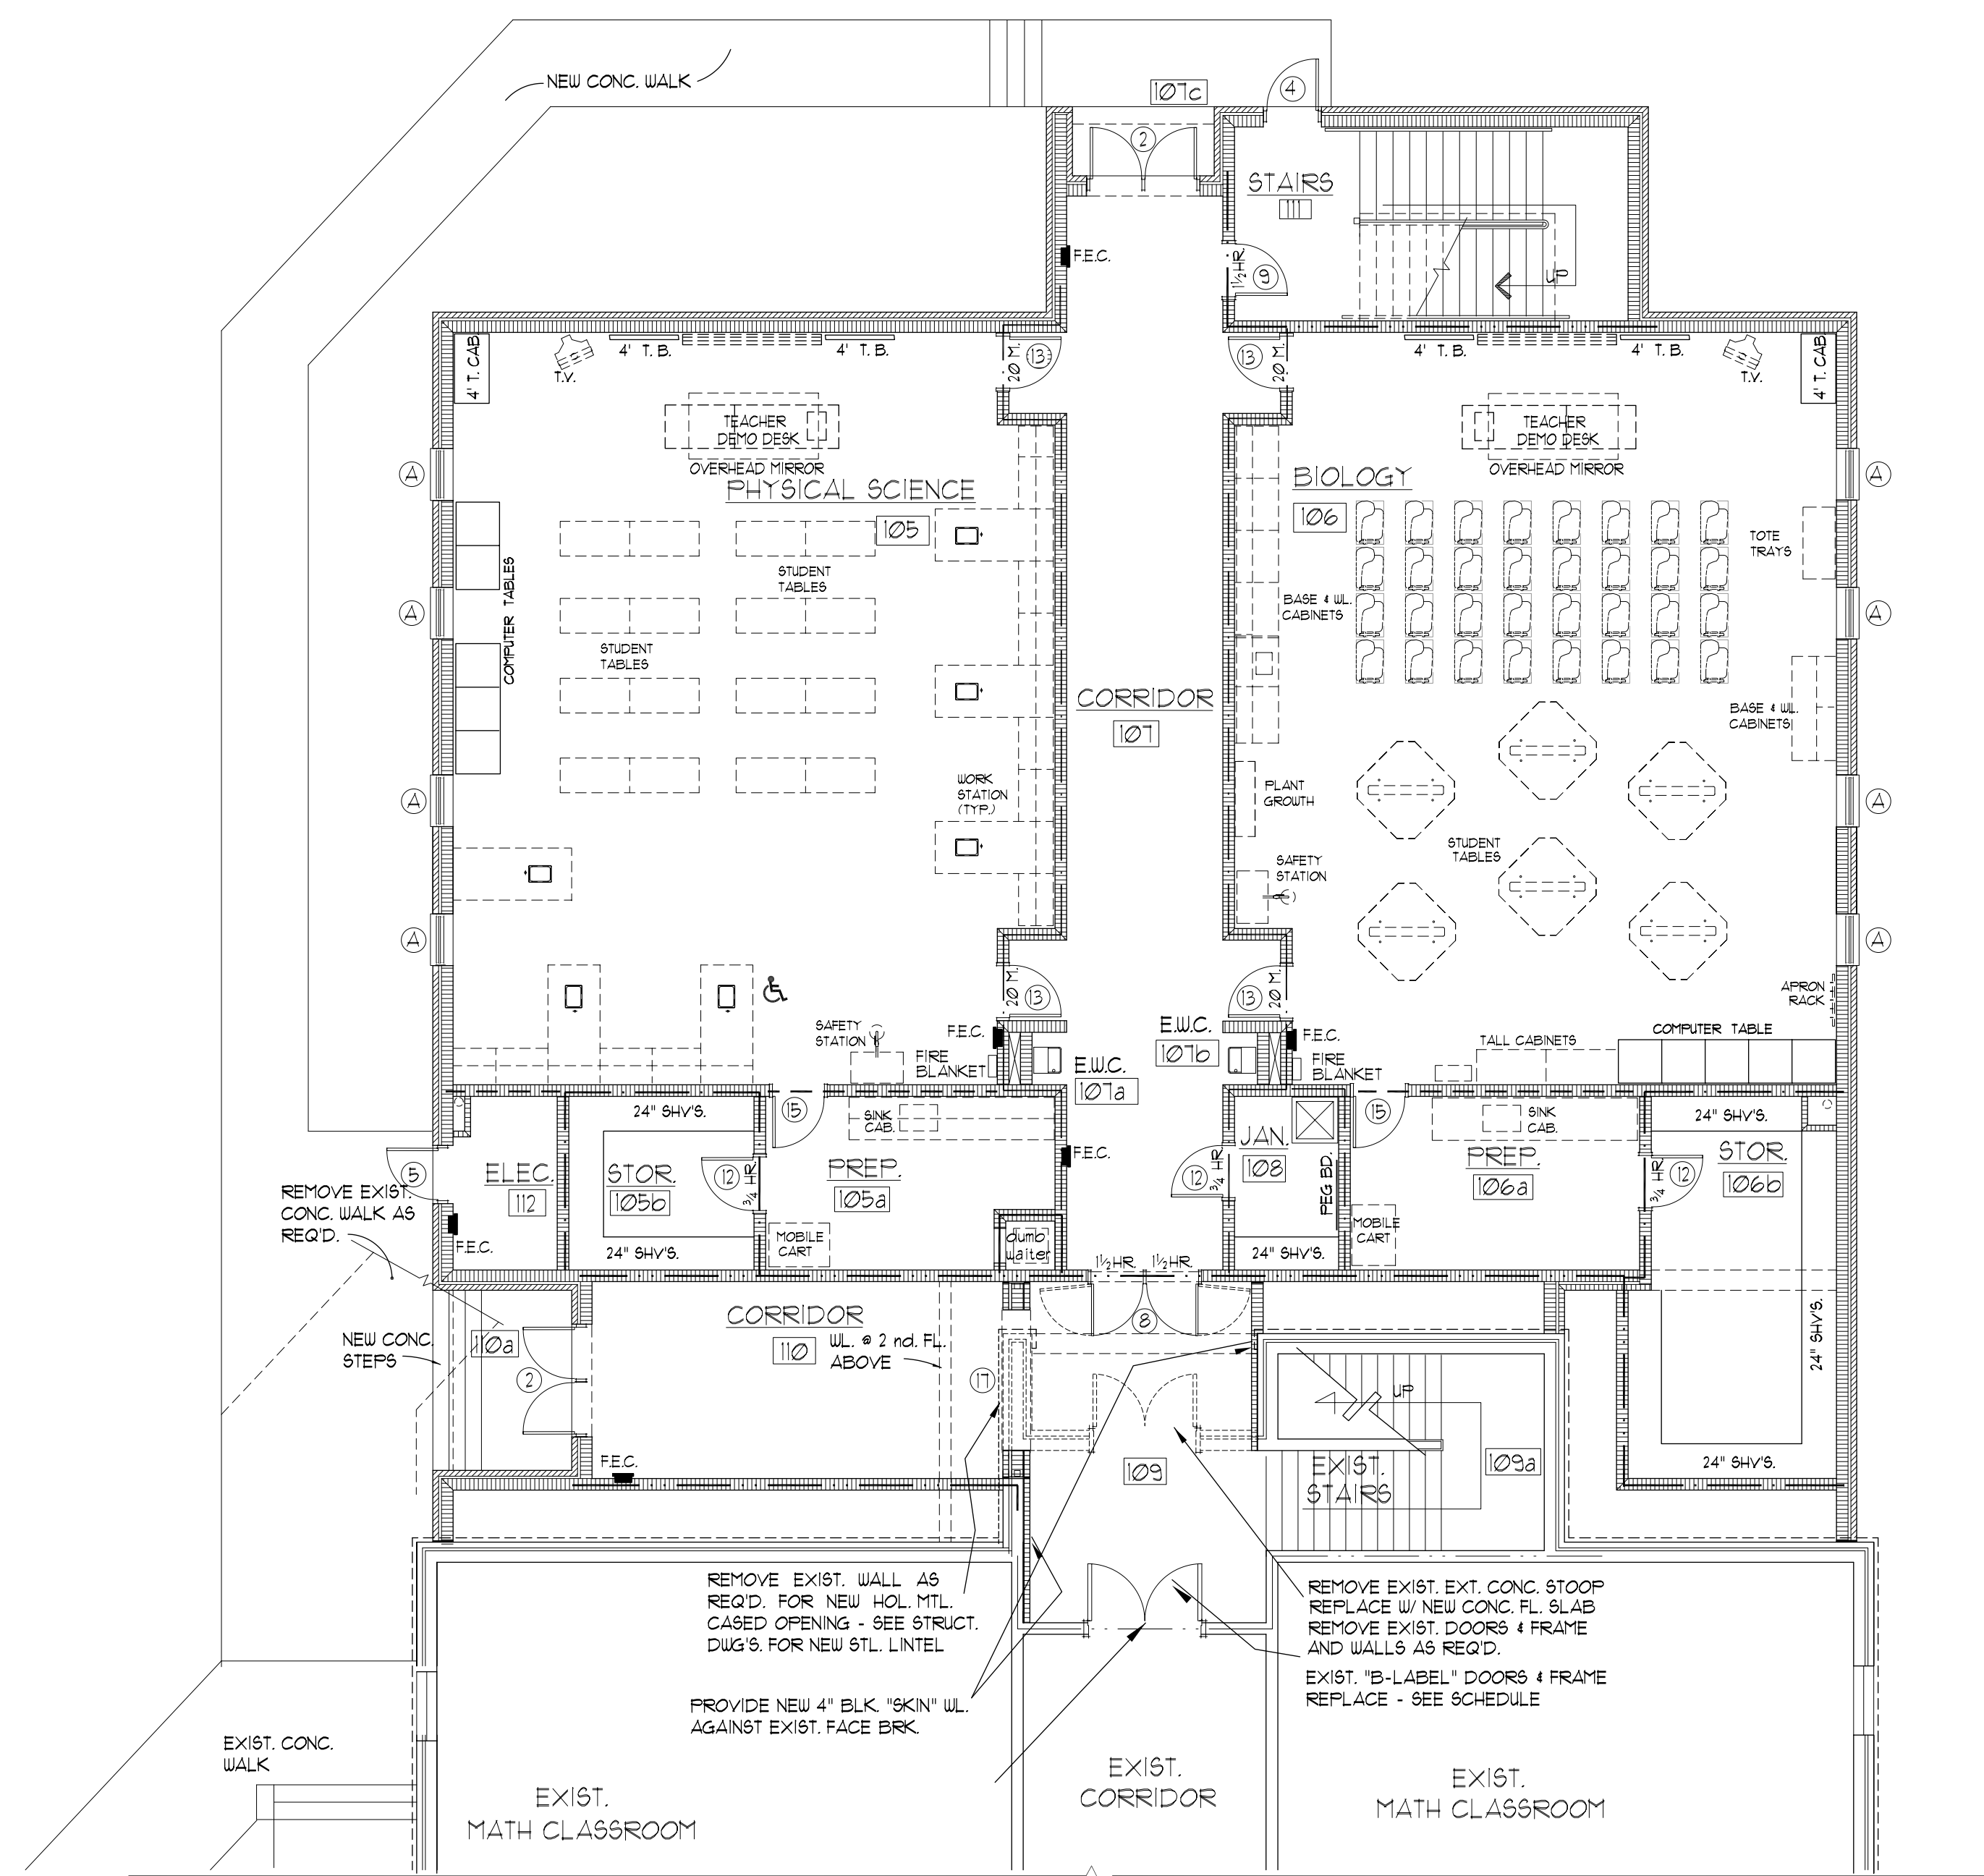 NEW CONC. WALK
107c
4
2
STAIRS
111
F.E.C.
1½ HR.
9
UP
4' T. CAB
T.V.
4' T. B.
4' T. B.
20 M.
13
13
20 M.
4' T. B.
4' T. B.
T.V.
4' T. CAB
TEACHER
DEMO DESK
OVERHEAD MIRROR
TEACHER
DEMO DESK
OVERHEAD MIRROR
PHYSICAL SCIENCE
105
BIOLOGY
106
A
A
A
A
A
A
A
A
COMPUTER TABLES
STUDENT
TABLES
STUDENT
TABLES
TOTE
TRAYS
BASE & WL.
CABINETS
CORRIDOR
107
BASE & WL.
CABINETS
WORK
STATION
(TYP.)
PLANT
GROWTH
STUDENT
TABLES
SAFETY
STATION
20 M.
13
13
20 M.
APRON
RACK
SAFETY
STATION
F.E.C.
FIRE
BLANKET
E.W.C.
107a
E.W.C.
107b
F.E.C.
FIRE
BLANKET
TALL CABINETS
COMPUTER TABLE
24" SHV'S.
15
SINK
CAB.
15
SINK
CAB.
24" SHV'S.
5
ELEC.
112
STOR.
105b
12
¾ HR.
PREP.
105a
F.E.C.
12
¾ HR.
JAN.
108
PEG BD.
PREP.
106a
¾ HR.
12
STOR.
106b
REMOVE EXIST.
CONC. WALK AS
REQ'D.
F.E.C.
24" SHV'S.
MOBILE
CART
dumb
waiter
1½ HR.
1½ HR.
24" SHV'S.
MOBILE
CART
NEW CONC.
STEPS
110a
2
CORRIDOR
110
WL. @ 2 nd. FL.
ABOVE
17
8
UP
24" SHV'S.
F.E.C.
109
EXIST.
STAIRS
109a
24" SHV'S.
REMOVE EXIST. WALL AS
REQ'D. FOR NEW HOL. MTL.
CASED OPENING - SEE STRUCT.
DWG'S. FOR NEW STL. LINTEL
REMOVE EXIST. EXT. CONC. STOOP
REPLACE W/ NEW CONC. FL. SLAB
REMOVE EXIST. DOORS & FRAME
AND WALLS AS REQ'D.
EXIST. "B-LABEL" DOORS & FRAME
REPLACE - SEE SCHEDULE
PROVIDE NEW 4" BLK. "SKIN" WL.
AGAINST EXIST. FACE BRK.
EXIST. CONC.
WALK
EXIST.
MATH CLASSROOM
EXIST.
CORRIDOR
EXIST.
MATH CLASSROOM